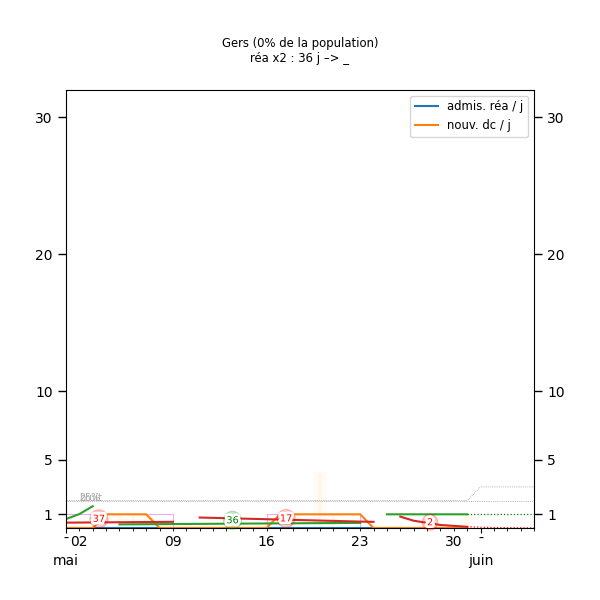 Gers (0% de la population)
réa x2 : 36 j –> _
admis. réa / j
nouv. dc / j
30 30
20 20
10 10
5 5
1 1
37 36 17 2
02 09 16 23 30 -
mai juin